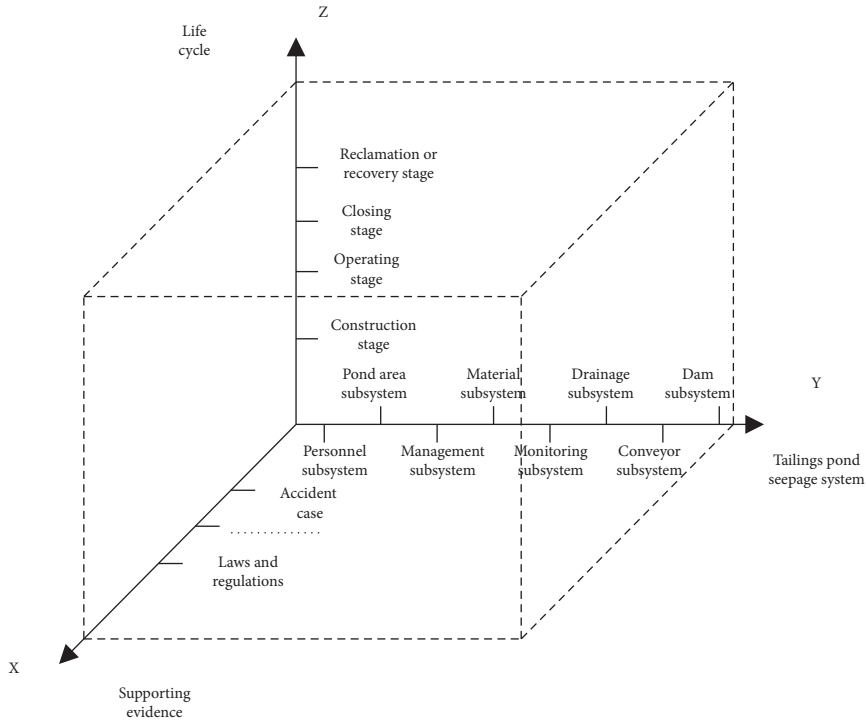 Z
Life
cycle
Reclamation or
recovery stage
Closing
stage
Operating
stage
Construction
stage
Pond area
subsystem
Material
subsystem
Drainage
subsystem
Dam
subsystem
Y
Personnel
subsystem
Management
subsystem
Monitoring
subsystem
Conveyor
subsystem
Tailings pond
seepage system
Accident
case
Laws and
regulations
X
Supporting
evidence